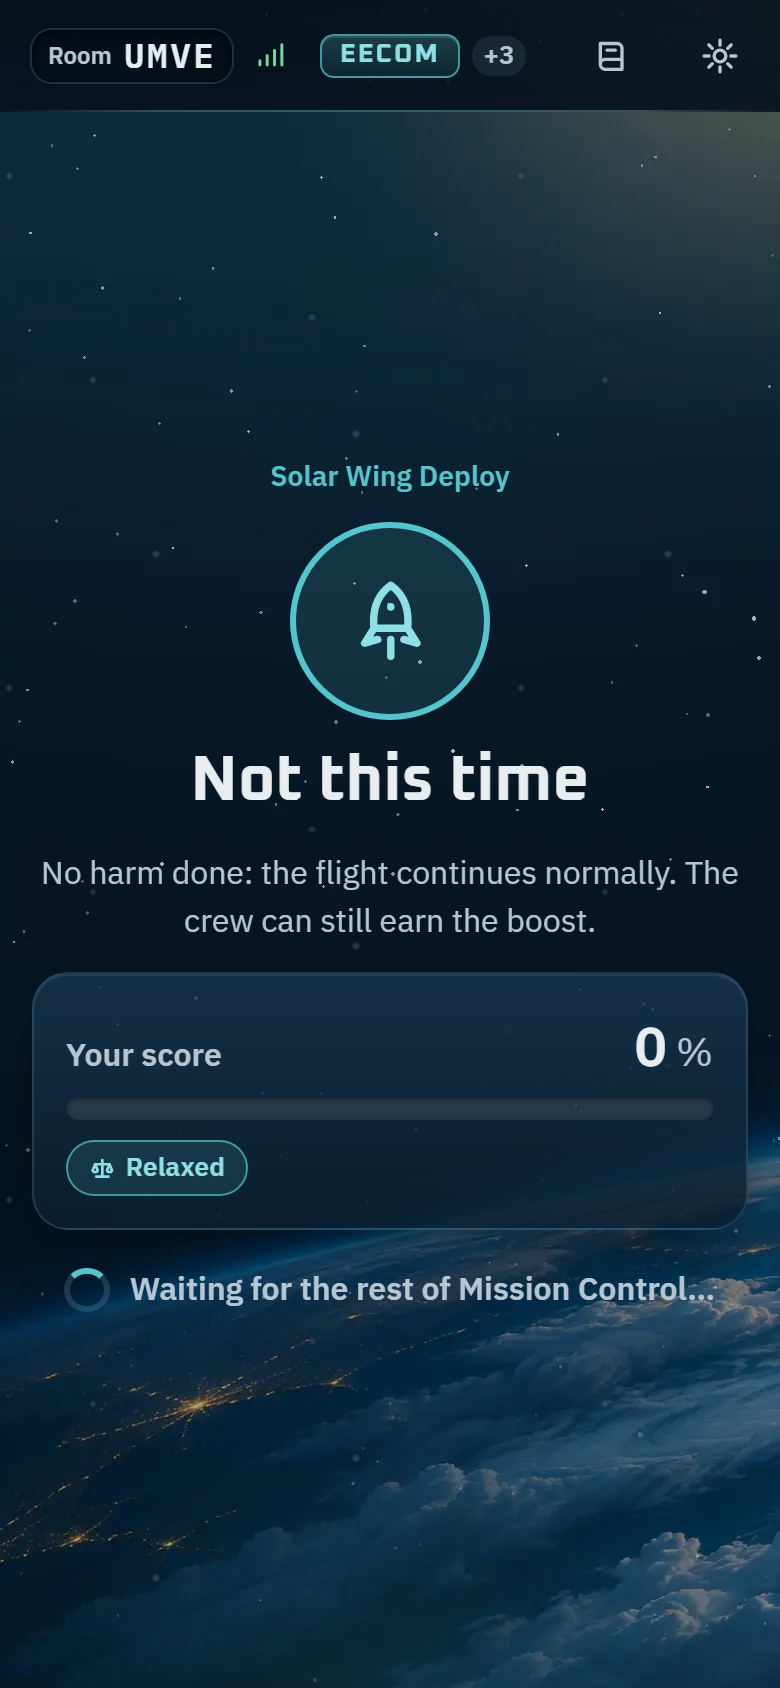 Room UMVE EECOM +3
Solar Wing Deploy
Not this time
No harm done: the flight continues normally. The
crew can still earn the boost.
Your score 0 %
Relaxed
Waiting for the rest of Mission Control...